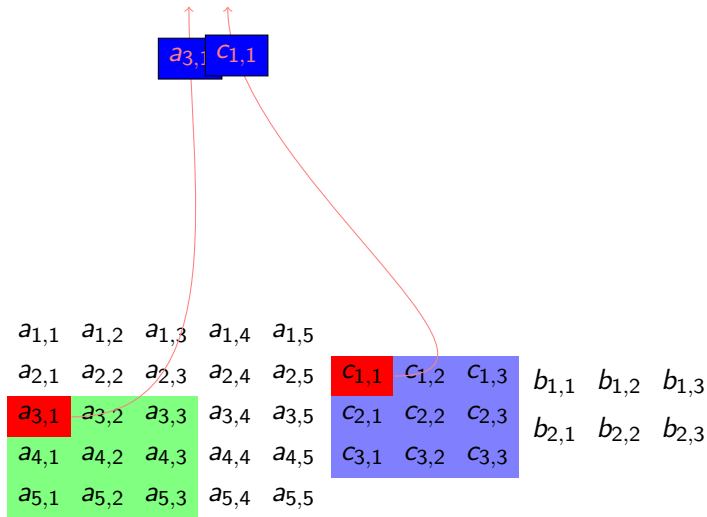 a3,1 c1,1
a1,1 a1,2 a1,3 a1,4 a1,5
a2,1 a2,2 a2,3 a2,4 a2,5
a3,1 a3,2 a3,3 a3,4 a3,5
a4,1 a4,2 a4,3 a4,4 a4,5
a5,1 a5,2 a5,3 a5,4 a5,5
c1,1 c1,2 c1,3
c2,1 c2,2 c2,3
c3,1 c3,2 c3,3
b1,1 b1,2 b1,3
b2,1 b2,2 b2,3